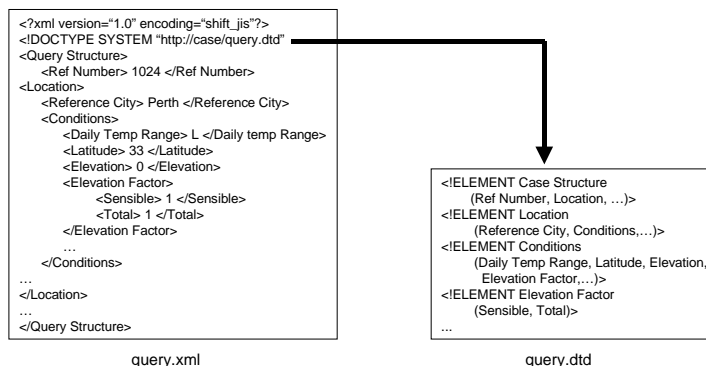 <?xml version=“1.0” encoding=“shift_jis”?>
<!DOCTYPE SYSTEM “http://case/query.dtd”
<Query Structure>
<Ref Number> 1024 </Ref Number>
<Location>
<Reference City> Perth </Reference City>
<Conditions>
<Daily Temp Range> L </Daily temp Range>
<Latitude> 33 </Latitude>
<Elevation> 0 </Elevation>
<Elevation Factor>
<Sensible> 1 </Sensible>
<Total> 1 </Total>
</Elevation Factor>
…
</Conditions>
…
</Location>
…
</Query Structure>
query.xml
<!ELEMENT Case Structure
(Ref Number, Location, …)>
<!ELEMENT Location
(Reference City, Conditions,…)>
<!ELEMENT Conditions
(Daily Temp Range, Latitude, Elevation,
Elevation Factor,…)>
<!ELEMENT Elevation Factor
(Sensible, Total)>
...
query.dtd